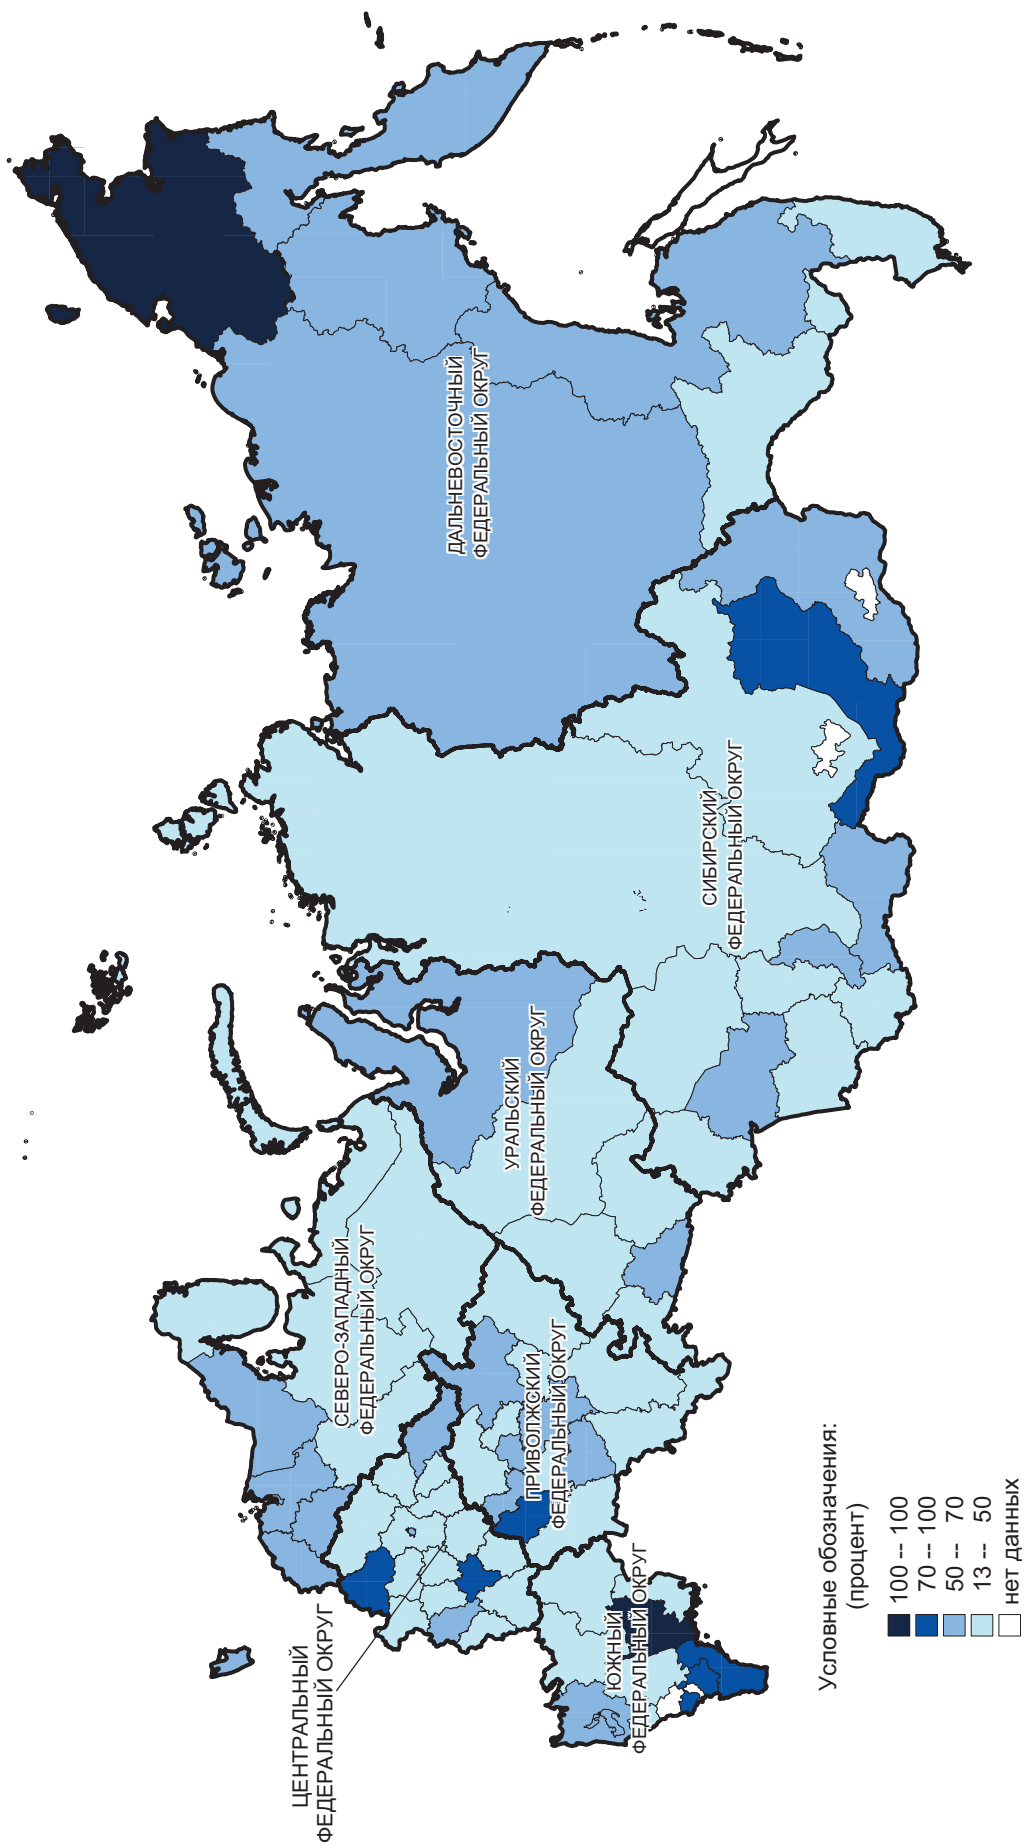 ЦЕНТРАЛЬНЫЙ
ФЕДЕРАЛЬНЫЙ ОКРУГ
СЕВЕРО-ЗАПАДНЫЙ
ФЕДЕРАЛЬНЫЙ ОКРУГ
ДАЛЬНЕВОСТОЧНЫЙ
ФЕДЕРАЛЬНЫЙ ОКРУГ
УРАЛЬСКИЙ
ФЕДЕРАЛЬНЫЙ ОКРУГ
ПРИВОЛЖСКИЙ
ФЕДЕРАЛЬНЫЙ ОКРУГ
ЮЖНЫЙ
ФЕДЕРАЛЬНЫЙ ОКРУГ
СИБИРСКИЙ
ФЕДЕРАЛЬНЫЙ ОКРУГ
Условные обозначения:
(процент)
100 -- 100
70 -- 100
50 -- 70
13 -- 50
нет данных